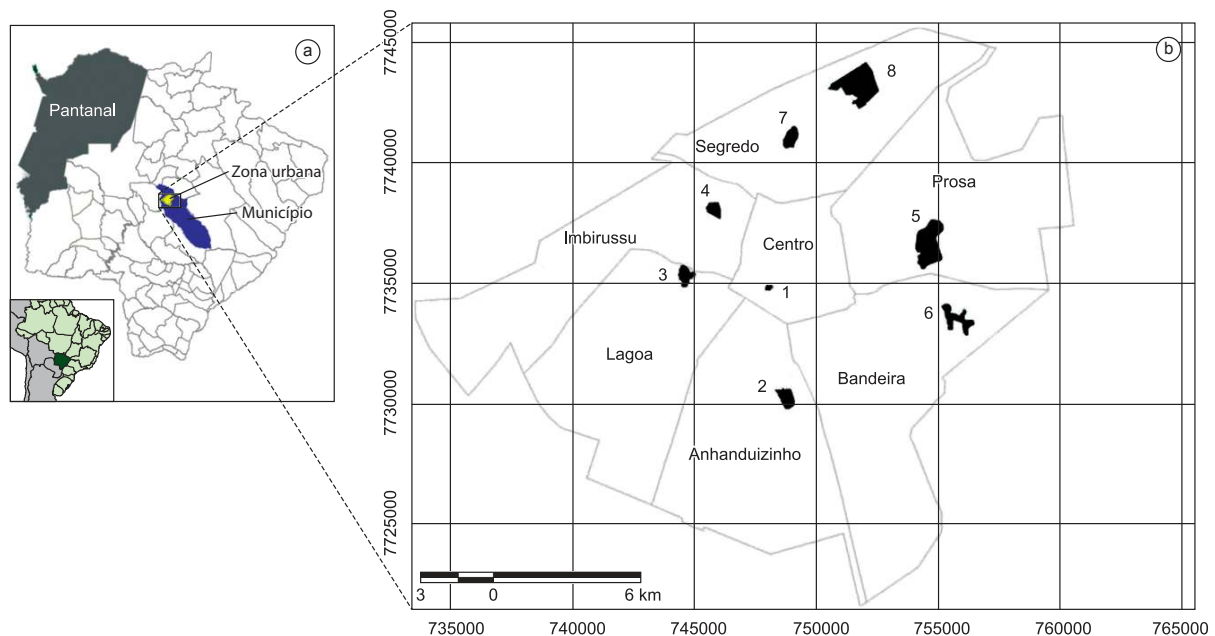 a
Pantanal
Zona urbana
Município
b
8
7
Segredo
4
Prosa
5
Imbirussu
Centro
3
1
6
Lagoa
2
Bandeira
Anhanduizinho
7745000
7740000
7735000
7730000
7725000
3 0 6 km
735000 740000 745000 750000 755000 760000 765000